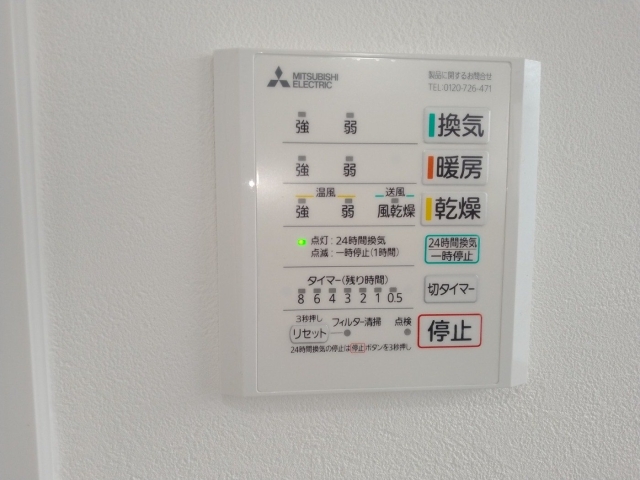 MITSUBISHI
ELECTRIC
製品に関するお問合せ
TEL:0120-726-471
強 弱 換気
強 弱 暖房
温風 送風
強 弱 風乾燥 乾燥
点灯:24時間換気
点滅:一時停止(1時間)
24時間換気
一時停止
タイマー(残り時間)
8 6 4 3 2 1 0.5
切タイマー
3秒押し
リセット フィルター清掃 点検
停止
24時間換気の停止は停止ボタンを3秒押し